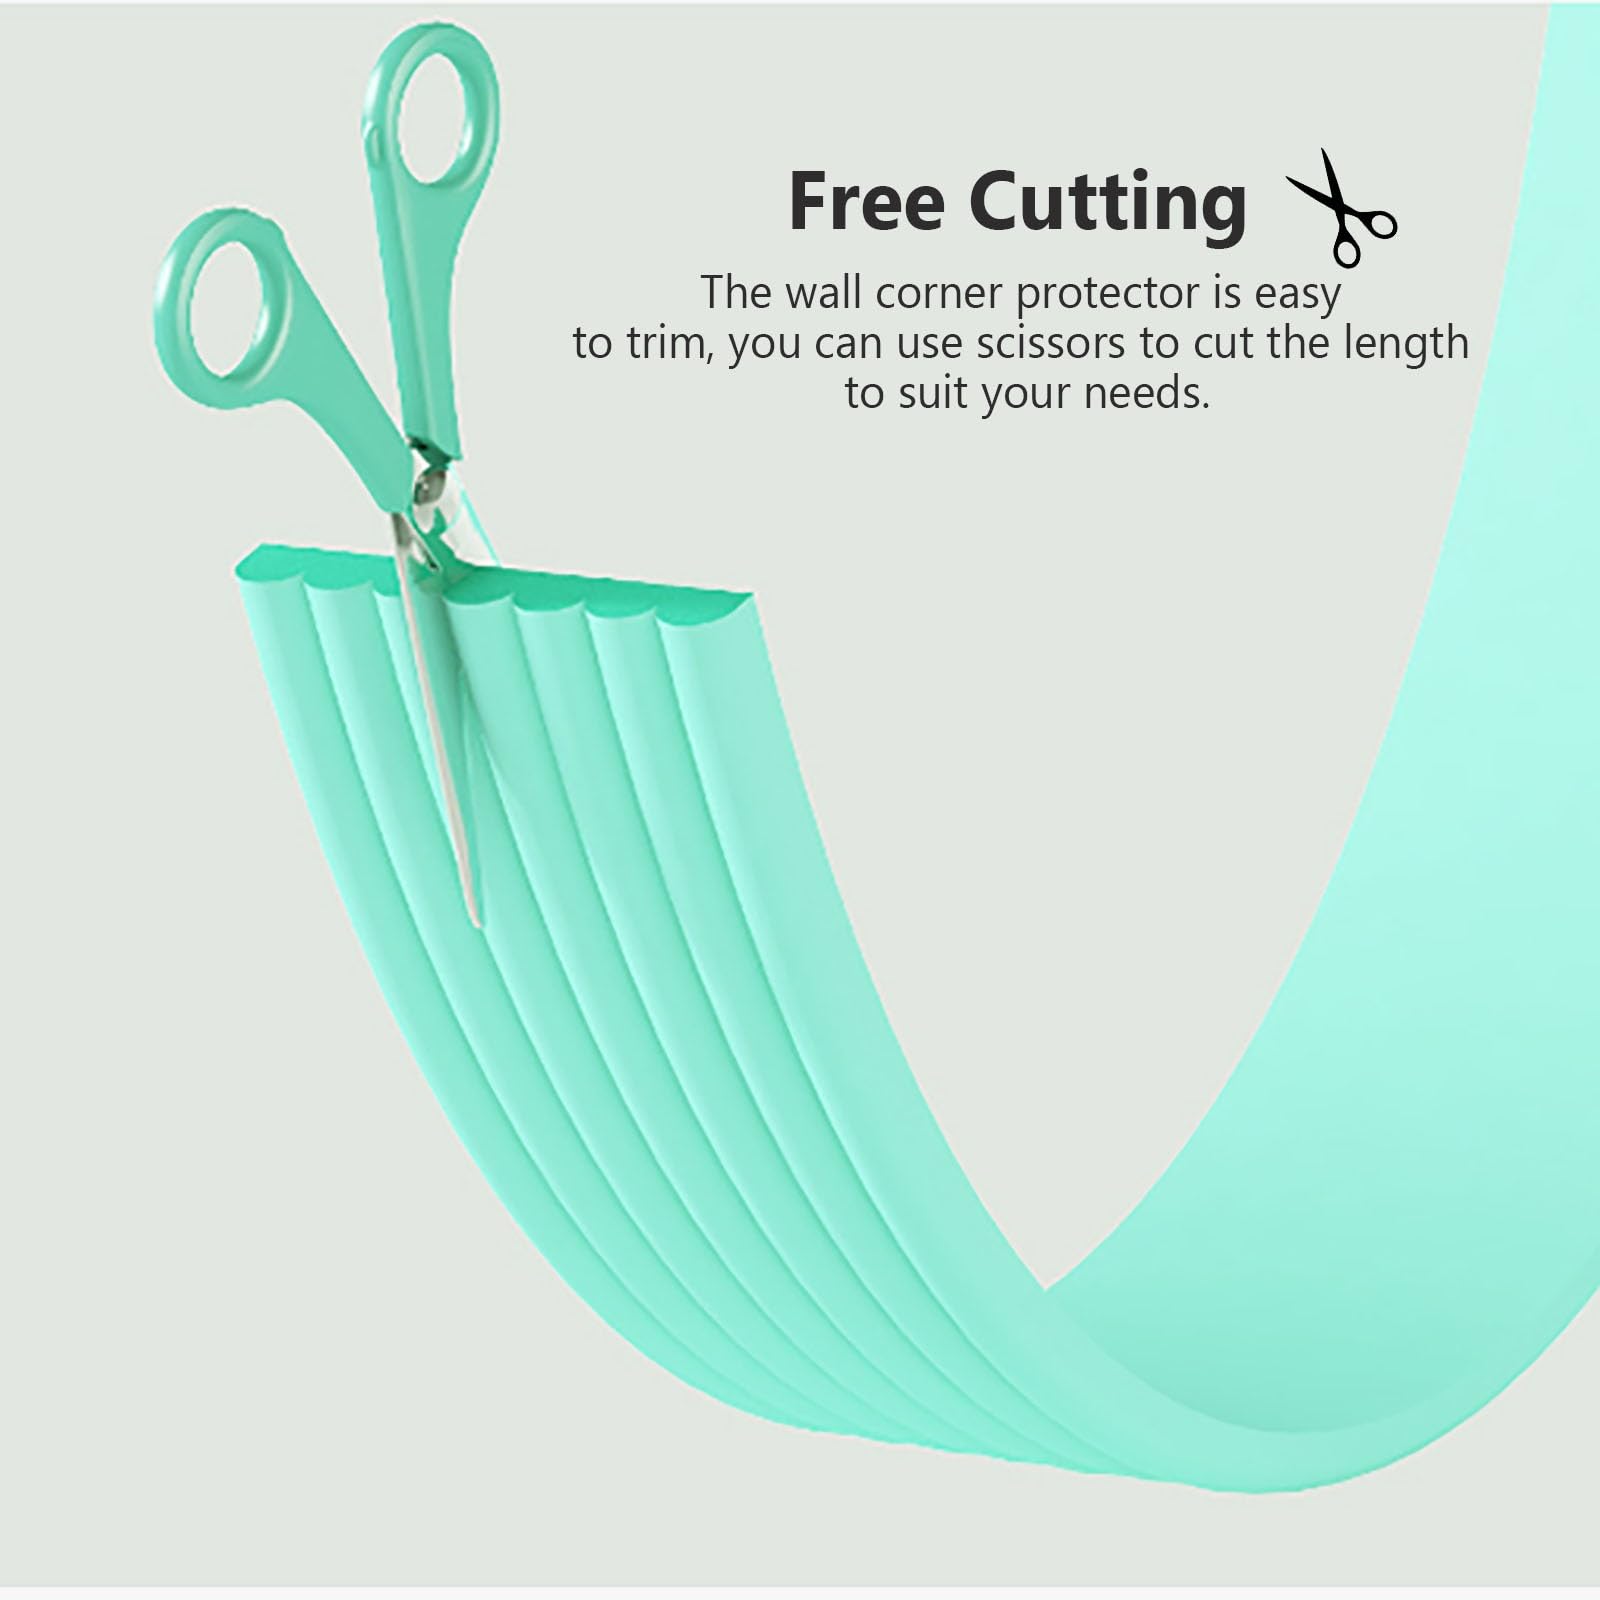 Free Cutting
The wall corner protector is easy
to trim, you can use scissors to cut the length
to suit your needs.